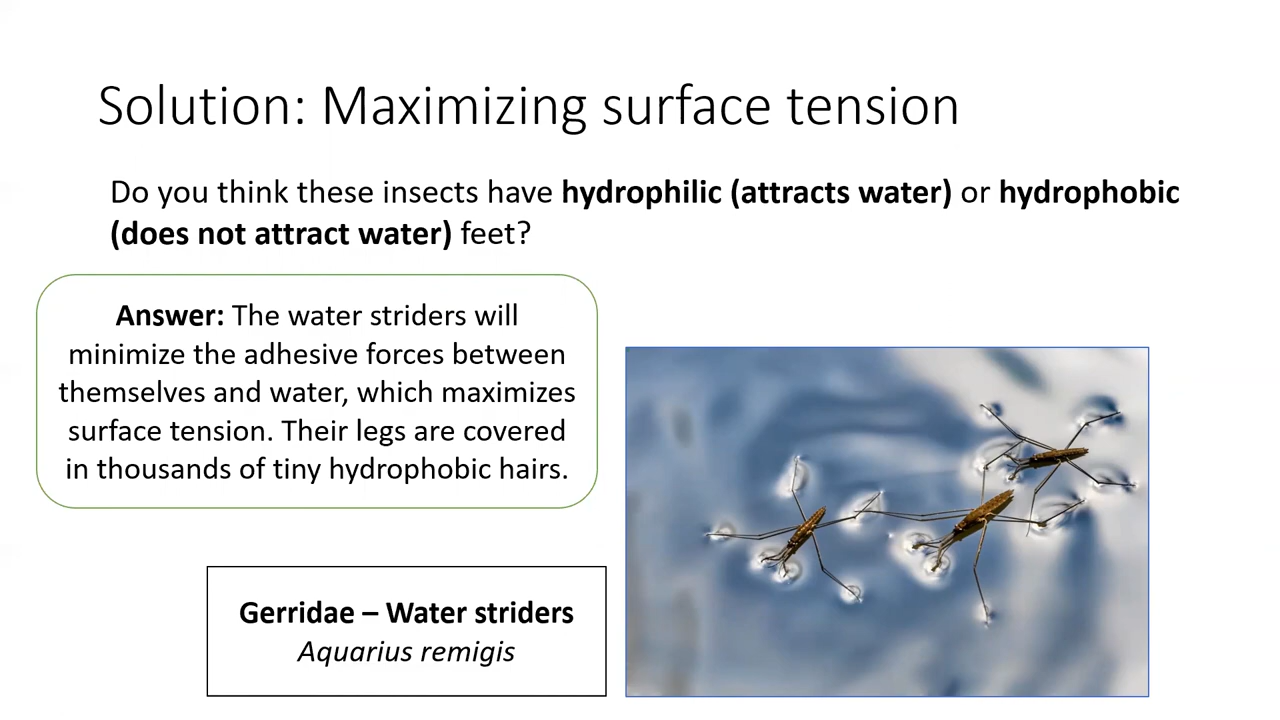 Solution: Maximizing surface tension
Do you think these insects have hydrophilic (attracts water) or hydrophobic
(does not attract water) feet?
Answer: The water striders will
minimize the adhesive forces between
themselves and water, which maximizes
surface tension. Their legs are covered
in thousands of tiny hydrophobic hairs.
Gerridae – Water striders
Aquarius remigis